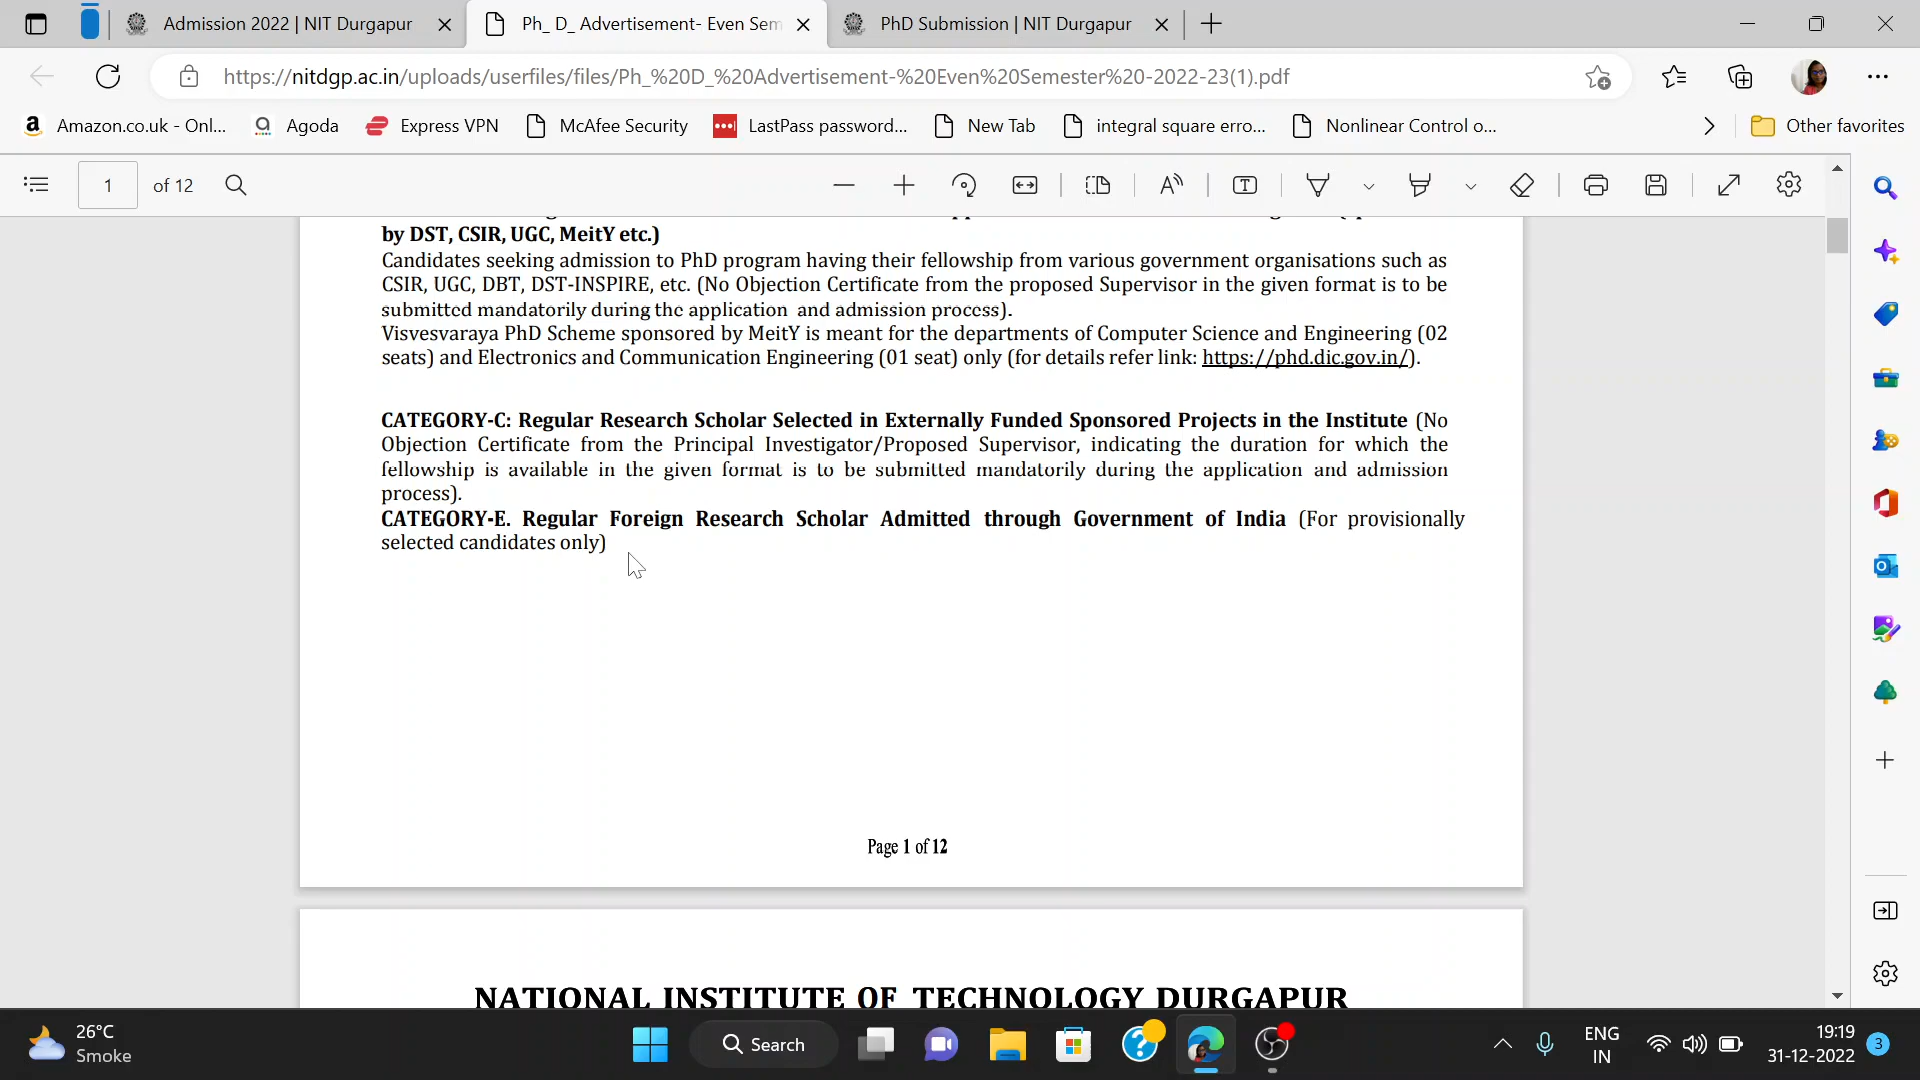 Admission 2022 | NIT Durgapur
Ph_ D_ Advertisement- Even Sem
PhD Submission | NIT Durgapur
https://nitdgp.ac.in/uploads/userfiles/files/Ph_%20D_%20Advertisement-%20Even%20Semester%20-2022-23(1).pdf
Amazon.co.uk - Onl...
Agoda
Express VPN
McAfee Security
LastPass password...
New Tab
integral square erro...
Nonlinear Control o...
Other favorites
1 of 12
by DST, CSIR, UGC, MeitY etc.)
Candidates seeking admission to PhD program having their fellowship from various government organisations such as
CSIR, UGC, DBT, DST-INSPIRE, etc. (No Objection Certificate from the proposed Supervisor in the given format is to be
submitted mandatorily during the application and admission process).
Visvesvaraya PhD Scheme sponsored by MeitY is meant for the departments of Computer Science and Engineering (02
seats) and Electronics and Communication Engineering (01 seat) only (for details refer link: https://phd.dic.gov.in/).
CATEGORY-C: Regular Research Scholar Selected in Externally Funded Sponsored Projects in the Institute (No
Objection Certificate from the Principal Investigator/Proposed Supervisor, indicating the duration for which the
fellowship is available in the given format is to be submitted mandatorily during the application and admission
process).
CATEGORY-E. Regular Foreign Research Scholar Admitted through Government of India (For provisionally
selected candidates only)
Page 1 of 12
NATIONAL INSTITUTE OF TECHNOLOGY DURGAPUR
26°C
Smoke
Search
ENG
IN
19:19
31-12-2022
3